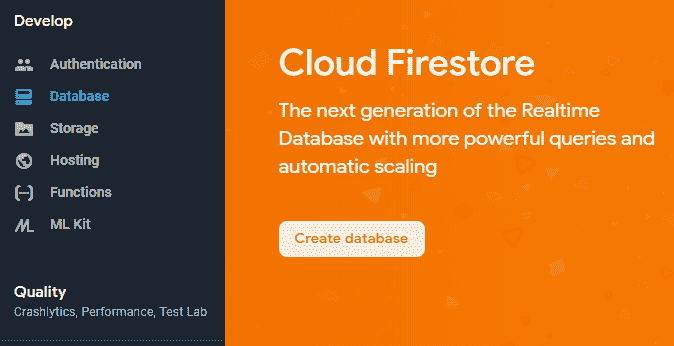 Develop
Authentication
Database
Storage
Hosting
Functions
ML Kit
Quality
Crashlytics, Performance, Test Lab
Cloud Firestore
The next generation of the Realtime
Database with more powerful queries and
automatic scaling
Create database